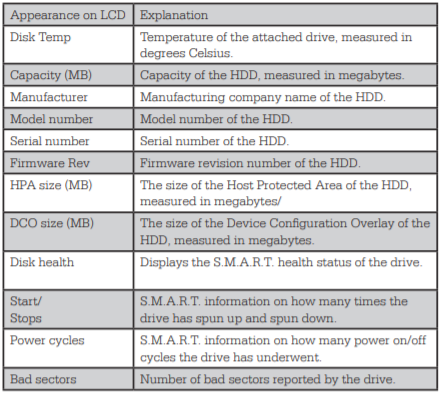 Appearance on LCD Explanation
Disk Temp Temperature of the attached drive, measured in
degrees Celsius.
Capacity (MB) Capacity of the HDD, measured in megabytes.
Manufacturer Manufacturing company name of the HDD.
Model number Model number of the HDD.
Serial number Serial number of the HDD.
Firmware Rev Firmware revision number of the HDD.
HPA size (MB) The size of the Host Protected Area of the HDD,
measured in megabytes/
DCO size (MB) The size of the Device Configuration Overlay of the
HDD, measured in megabytes.
Disk health Displays the S.M.A.R.T. health status of the drive.
Start/ S.M.A.R.T. information on how many times the
Stops drive has spun up and spun down.
Power cycles S.M.A.R.T. information on how many power on/off
cycles the drive has underwent.
Bad sectors Number of bad sectors reported by the drive.